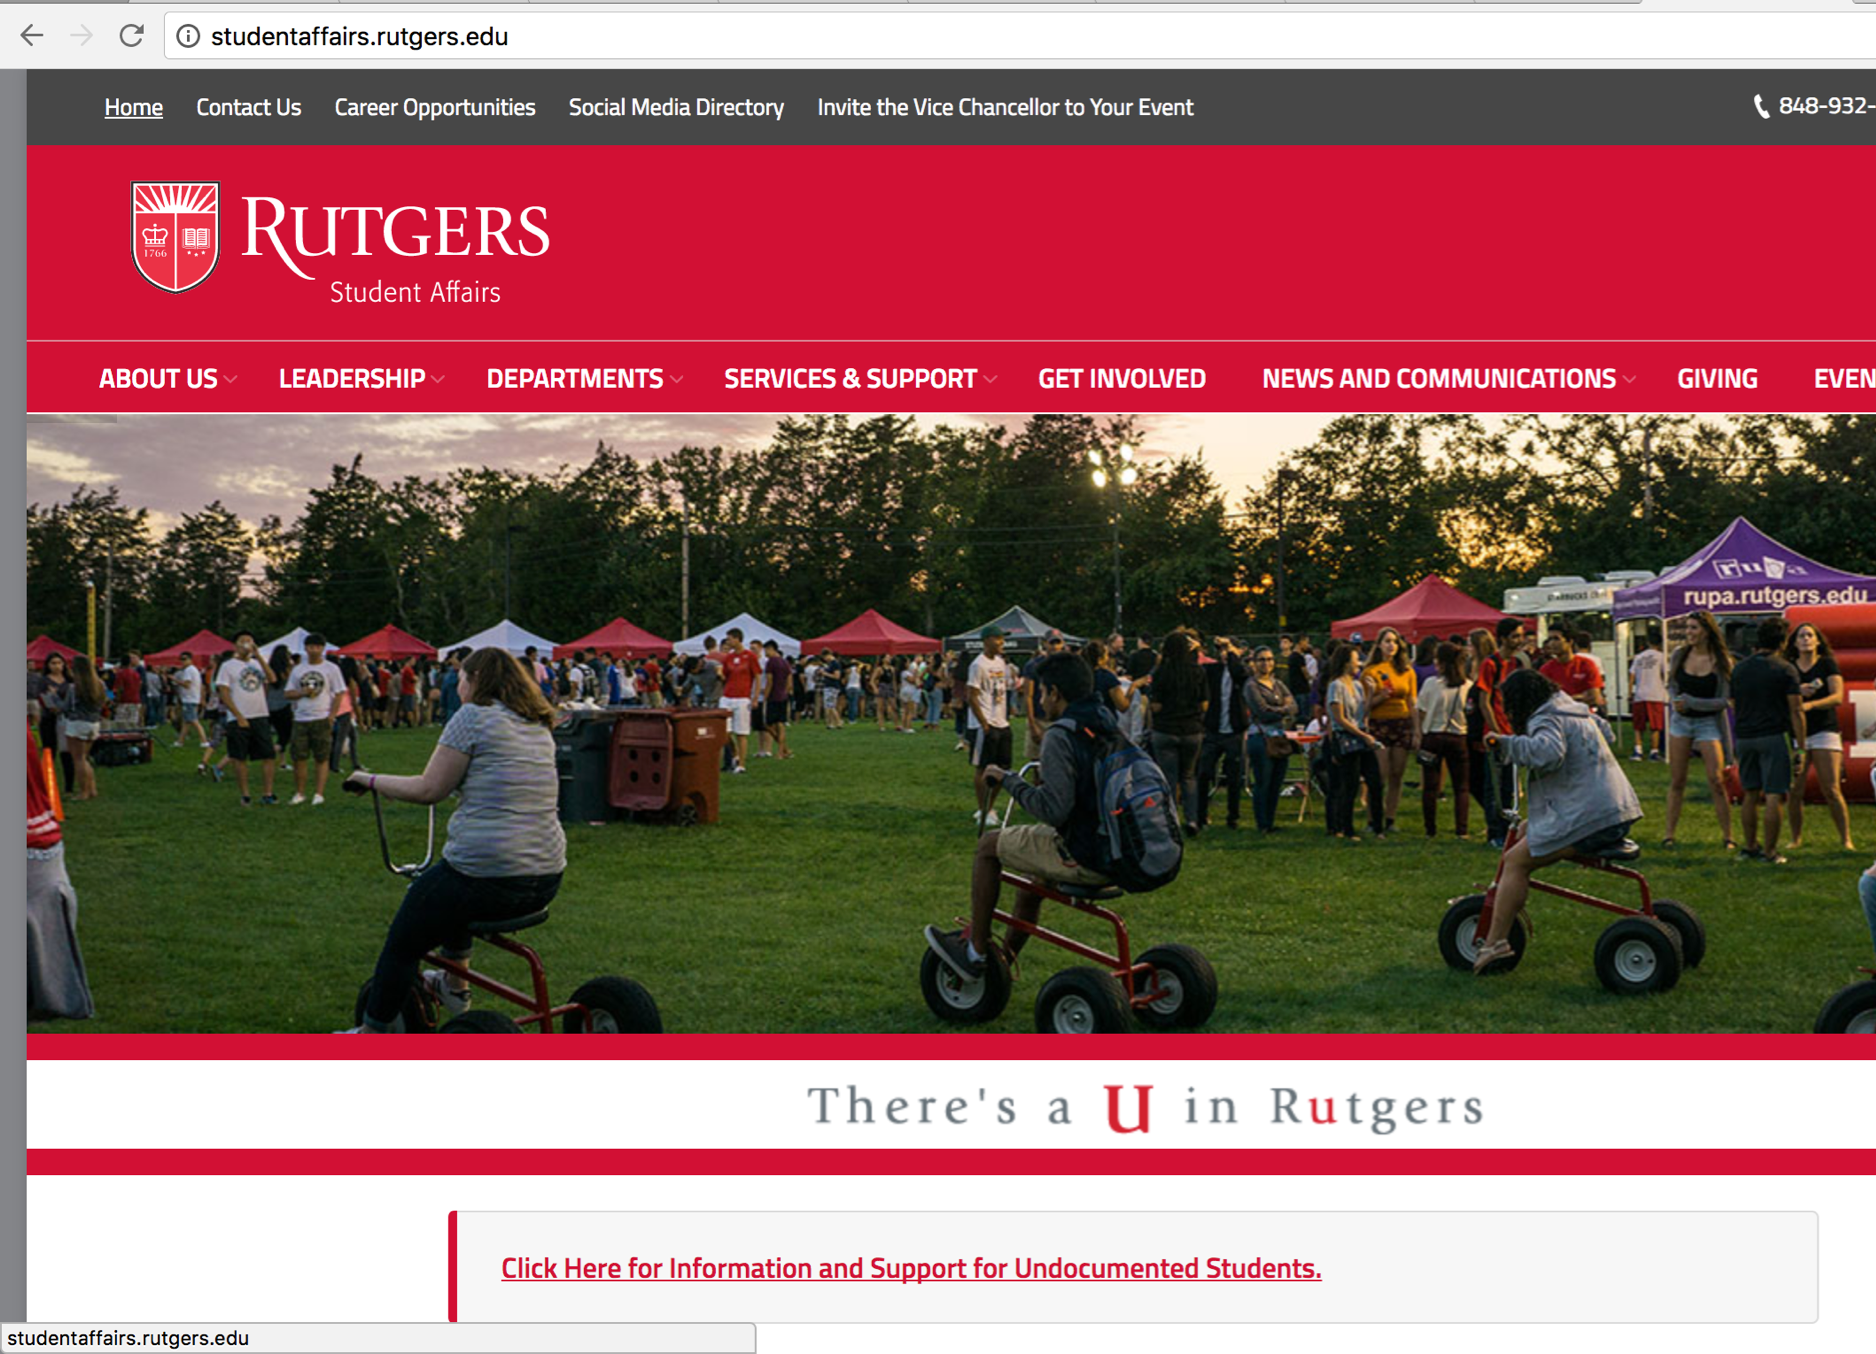 studentaffairs.rutgers.edu
Home Contact Us Career Opportunities Social Media Directory Invite the Vice Chancellor to Your Event 848-932-
1766
RUTGERS
Student Affairs
ABOUT US LEADERSHIP DEPARTMENTS SERVICES & SUPPORT GET INVOLVED NEWS AND COMMUNICATIONS GIVING EVEN
rupa
rupa.rutgers.edu
There's a U in Rutgers
Click Here for Information and Support for Undocumented Students.
studentaffairs.rutgers.edu